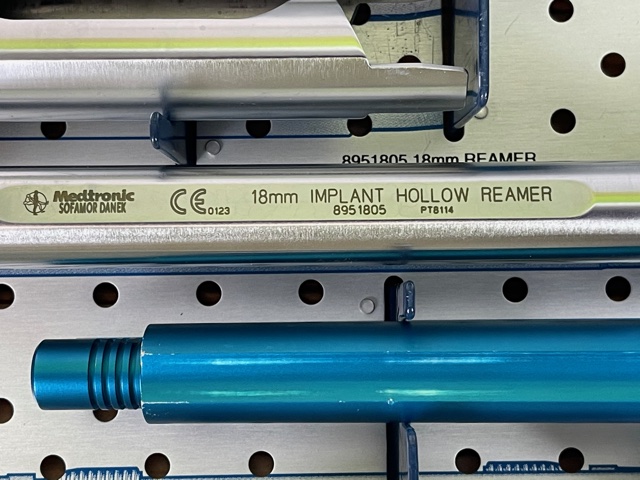 8951805 18mm REAMER
Medtronic
SOFAMOR DANEK
CE 0123
18mm IMPLANT HOLLOW REAMER
8951805 PT8114